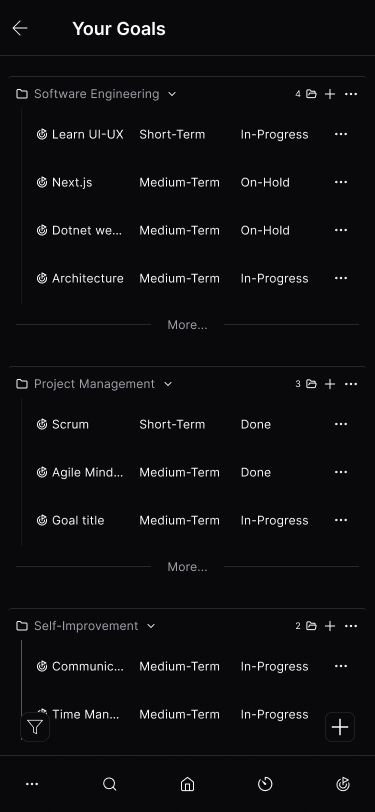 Your Goals
Software Engineering 4
Learn UI-UX Short-Term In-Progress ...
Next.js Medium-Term On-Hold ...
Dotnet we... Medium-Term On-Hold ...
Architecture Medium-Term In-Progress ...
More...
Project Management 3
Scrum Short-Term Done ...
Agile Mind... Medium-Term Done ...
Goal title Medium-Term In-Progress ...
More...
Self-Improvement 2
Communic... Medium-Term In-Progress ...
Time Man... Medium-Term In-Progress